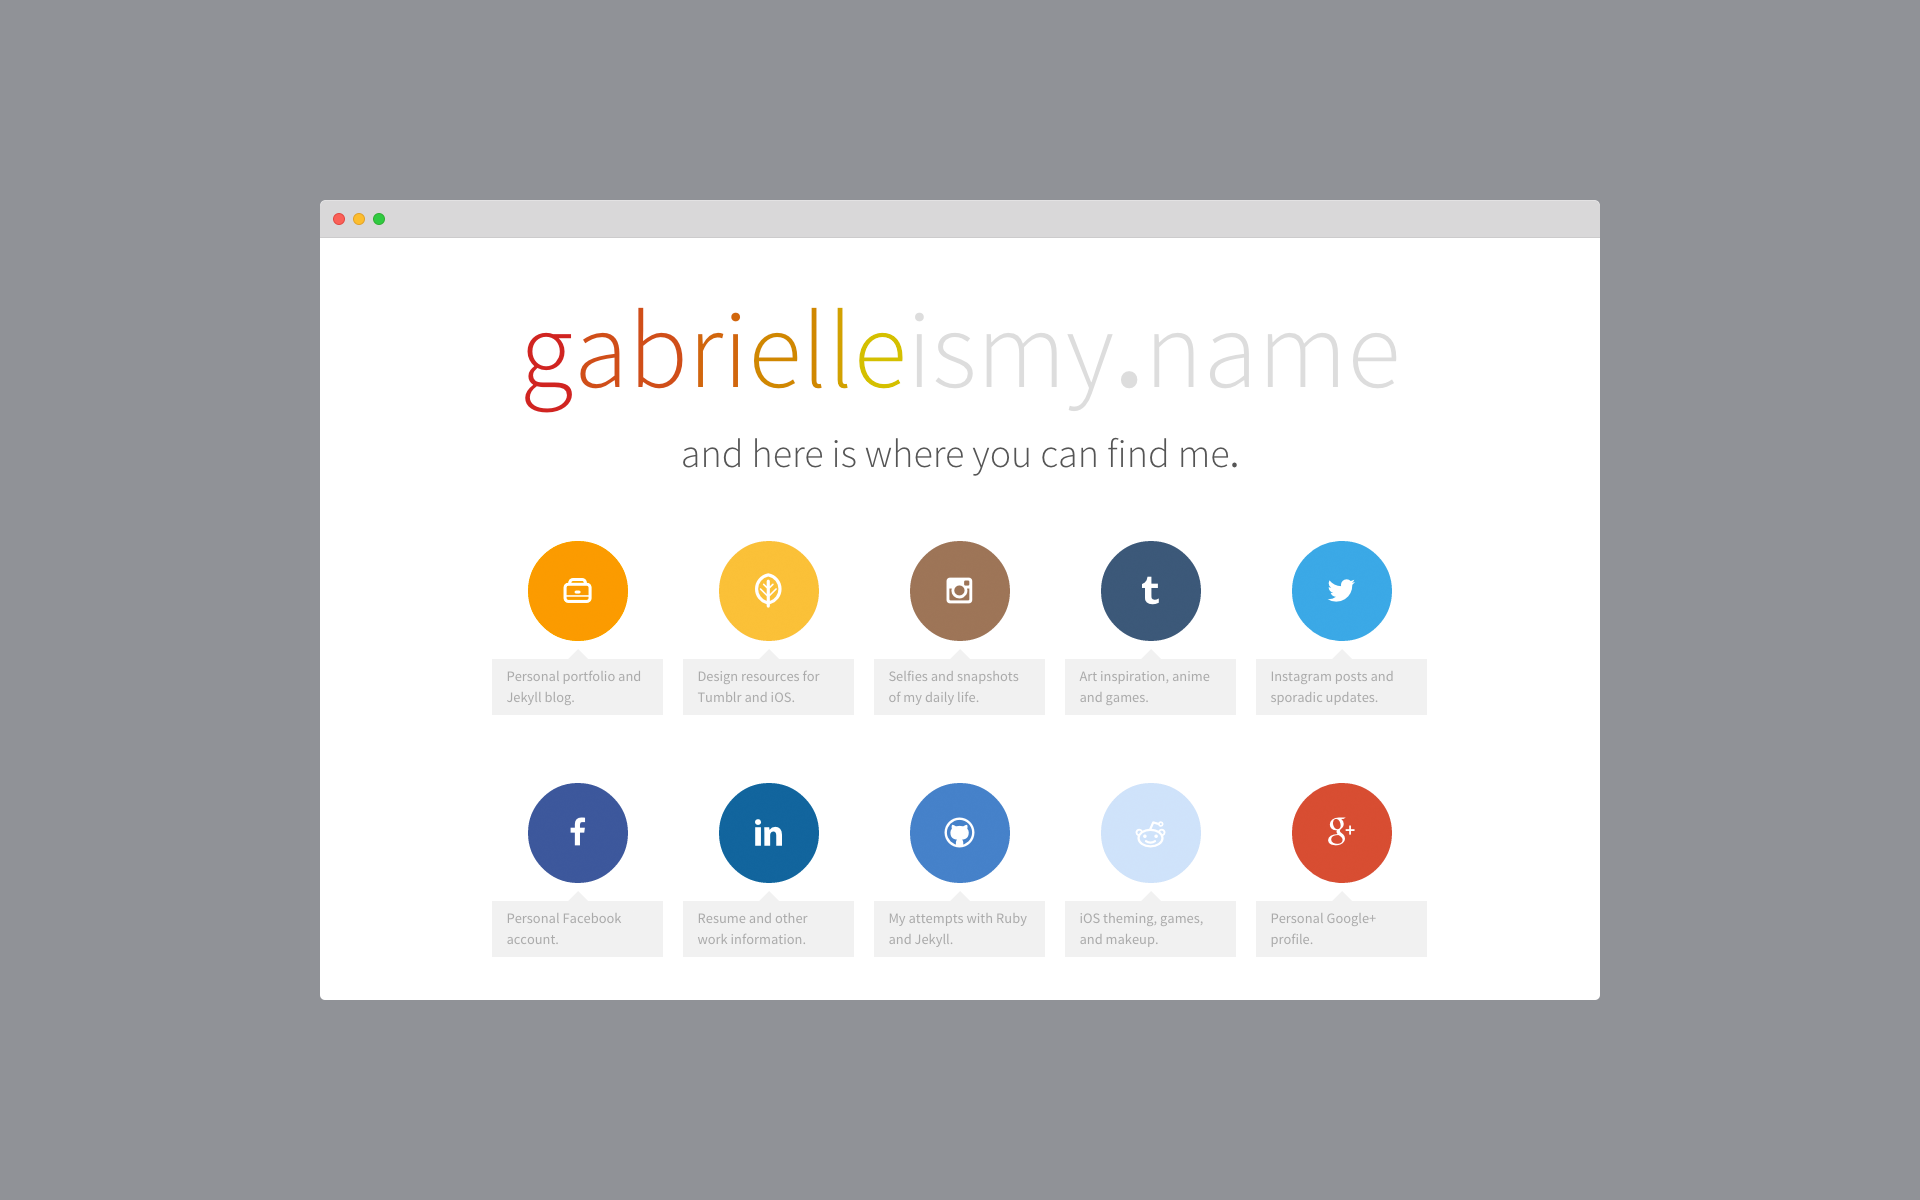 gabrielleismy.name
and here is where you can find me.
t
Personal portfolio and
Jekyll blog.
Design resources for
Tumblr and iOS.
Selfies and snapshots
of my daily life.
Art inspiration, anime
and games.
Instagram posts and
sporadic updates.
f
in
g+
Personal Facebook
account.
Resume and other
work information.
My attempts with Ruby
and Jekyll.
iOS theming, games,
and makeup.
Personal Google+
profile.